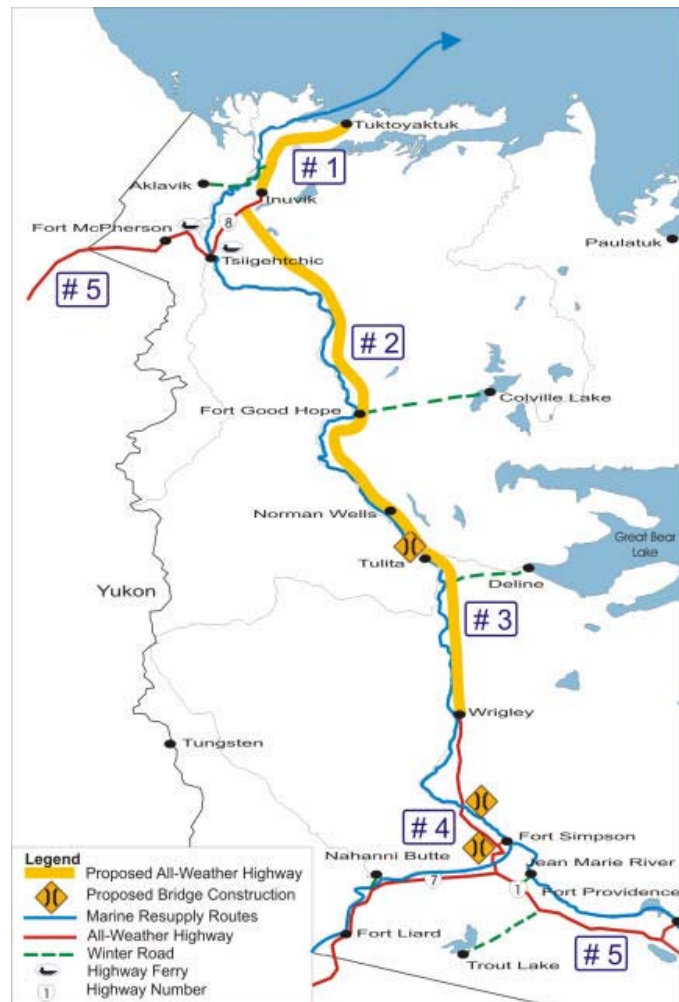 Tuktoyaktuk
# 1
Aklavik
Inuvik
Fort McPherson
8
Tsiigehtchic
Paulatuk
# 5
# 2
Colville Lake
Fort Good Hope
Norman Wells
Great Bear
Lake
Tulita
Deline
Yukon
# 3
Wrigley
Tungsten
# 4
Fort Simpson
Nahanni Butte
Jean Marie River
7
1
Fort Providence
Fort Liard
# 5
Trout Lake
Legend
Proposed All-Weather Highway
Proposed Bridge Construction
Marine Resupply Routes
All-Weather Highway
Winter Road
Highway Ferry
1 Highway Number